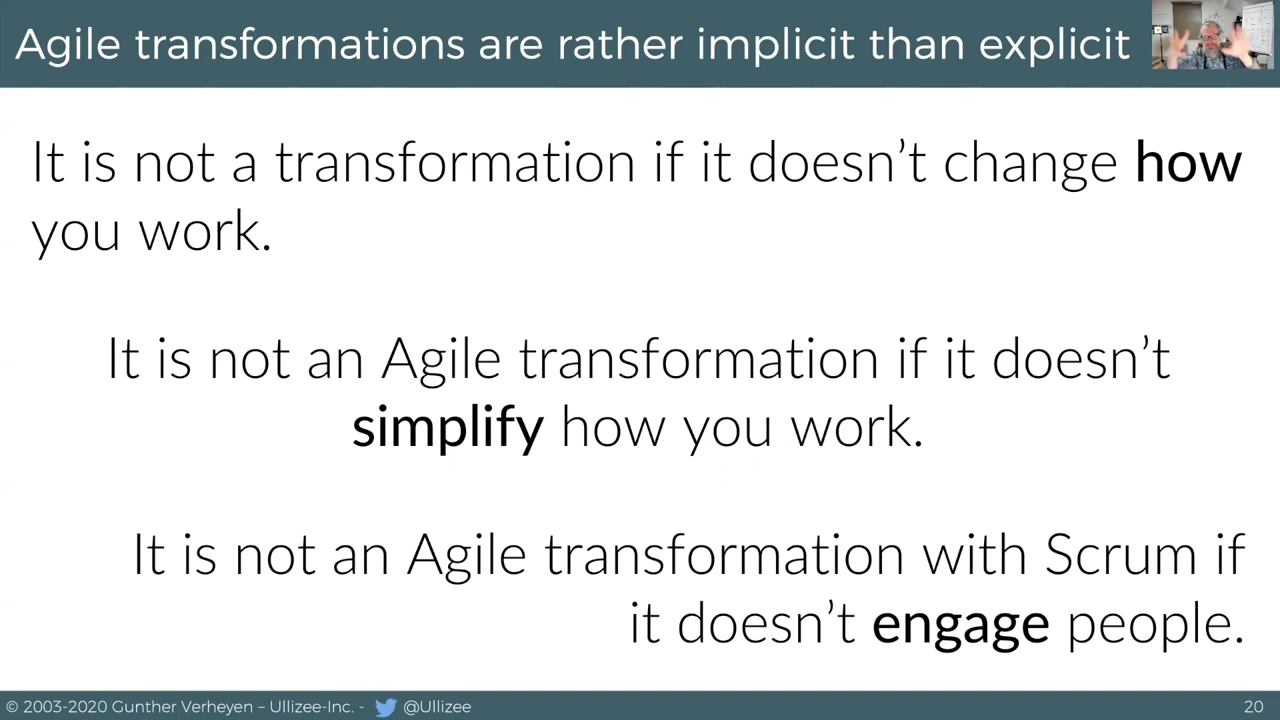 Agile transformations are rather implicit than explicit
It is not a transformation if it doesn’t change how
you work.
It is not an Agile transformation if it doesn’t
simplify how you work.
It is not an Agile transformation with Scrum if
it doesn’t engage people.
© 2003-2020 Gunther Verheyen – Ullizee-Inc. - @Ullizee
20